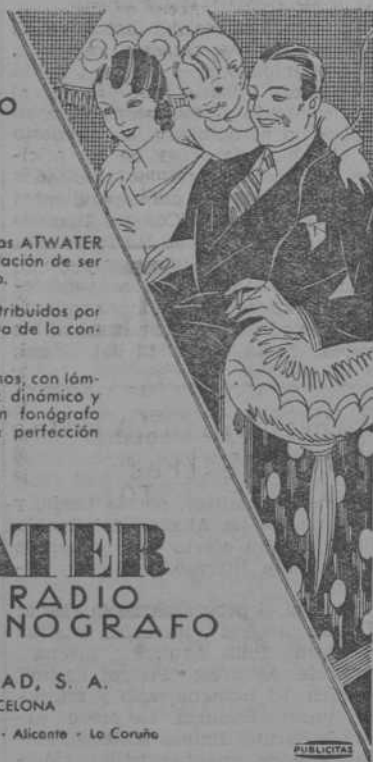 O
as ATWATER
ación de ser
o.
tribuidos por
a de la con-
sos, con lám-
dinámico y
n fonógrafo
perfección
ATER
RADIO
NOGRAFO
AD, S. A.
CELONA
- Alicante - La Coruña
PUBLICITAS